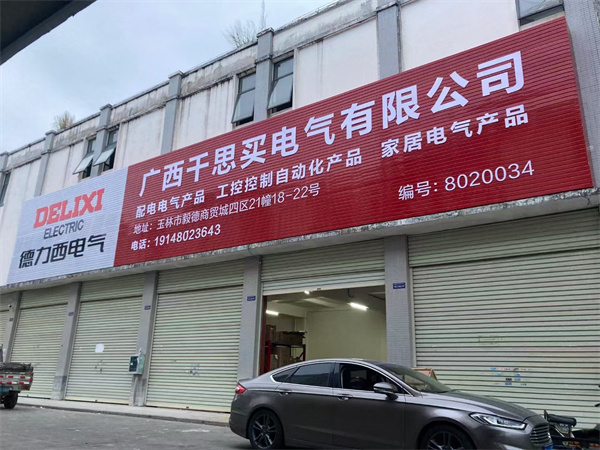 DELIXI
ELECTRIC
德力西电气
广西千思买电气有限公司
配电电气产品 工控控制自动化产品 家居电气产品
地址：玉林市毅德商贸城四区21幢18-22号
电话：19148023643
编号：8020034